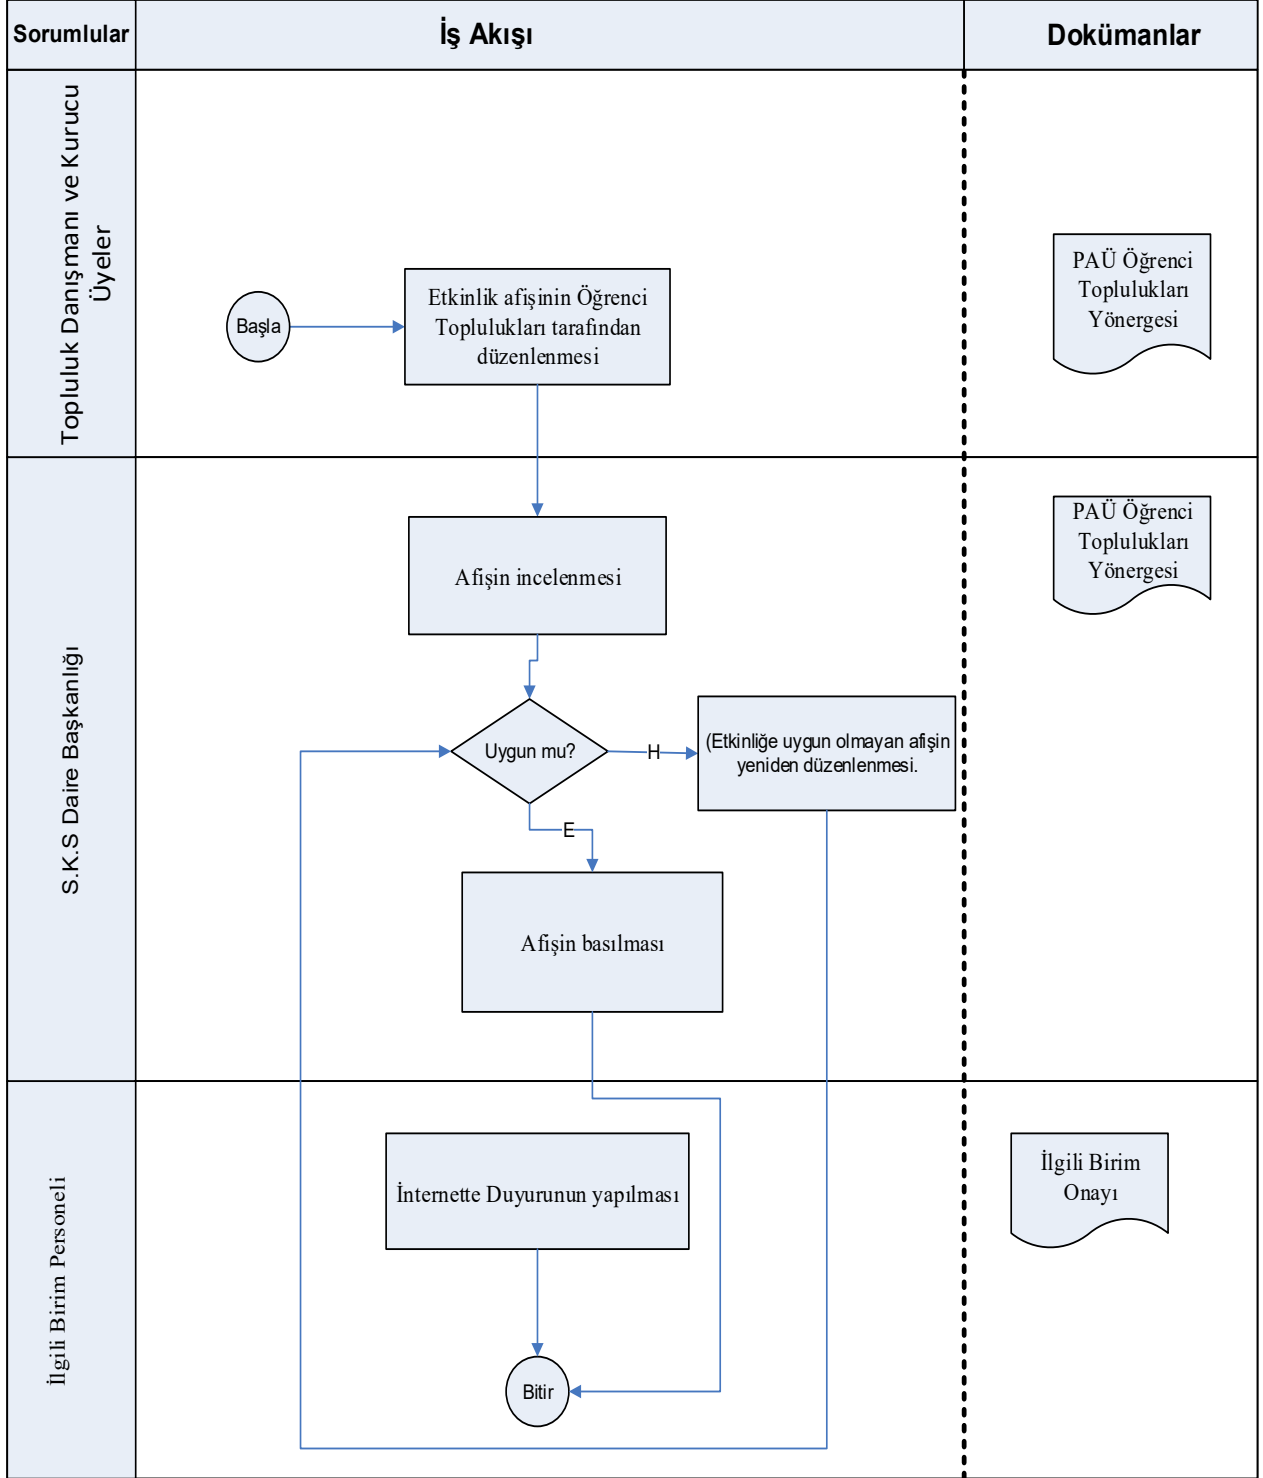 Sorumlular
İş Akışı
Dokümanlar
Topluluk Danışmanı ve Kurucu
Üyeler
Başla
Etkinlik afişinin Öğrenci
Toplulukları tarafından
düzenlenmesi
PAÜ Öğrenci
Toplulukları
Yönergesi
S.K.S Daire Başkanlığı
Afişin incelenmesi
PAÜ Öğrenci
Toplulukları
Yönergesi
Uygun mu?
H
(Etkinliğe uygun olmayan afişin
yeniden düzenlenmesi.
E
Afişin basılması
İlgili Birim Personeli
İnternette Duyurunun yapılması
İlgili Birim
Onayı
Bitir